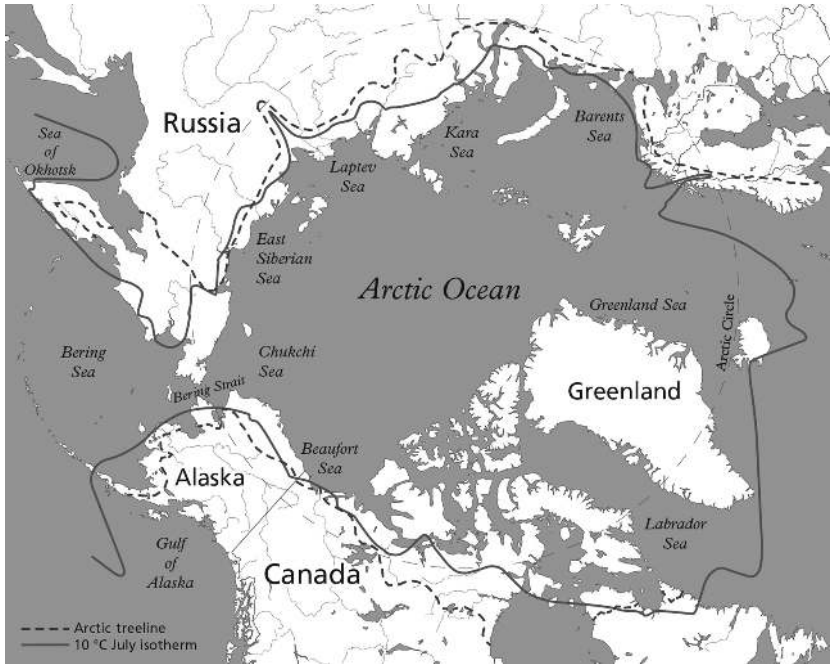 Russia
Sea
of
Okhotsk
Laptev
Sea
Kara
Sea
Barents
Sea
East
Siberian
Sea
Arctic Ocean
Greenland Sea
Arctic Circle
Bering
Sea
Chukchi
Sea
Bering Strait
Greenland
Beaufort
Sea
Alaska
Labrador
Sea
Gulf
of
Alaska
Canada
Arctic treeline
10 °C July isotherm